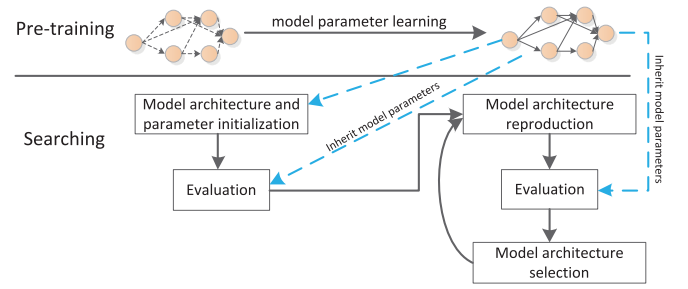 Pre-training
model parameter learning
Inherit model parameters
Inherit model parameters
Searching
Model architecture and
parameter initialization
Evaluation
Model architecture
reproduction
Evaluation
Model architecture
selection